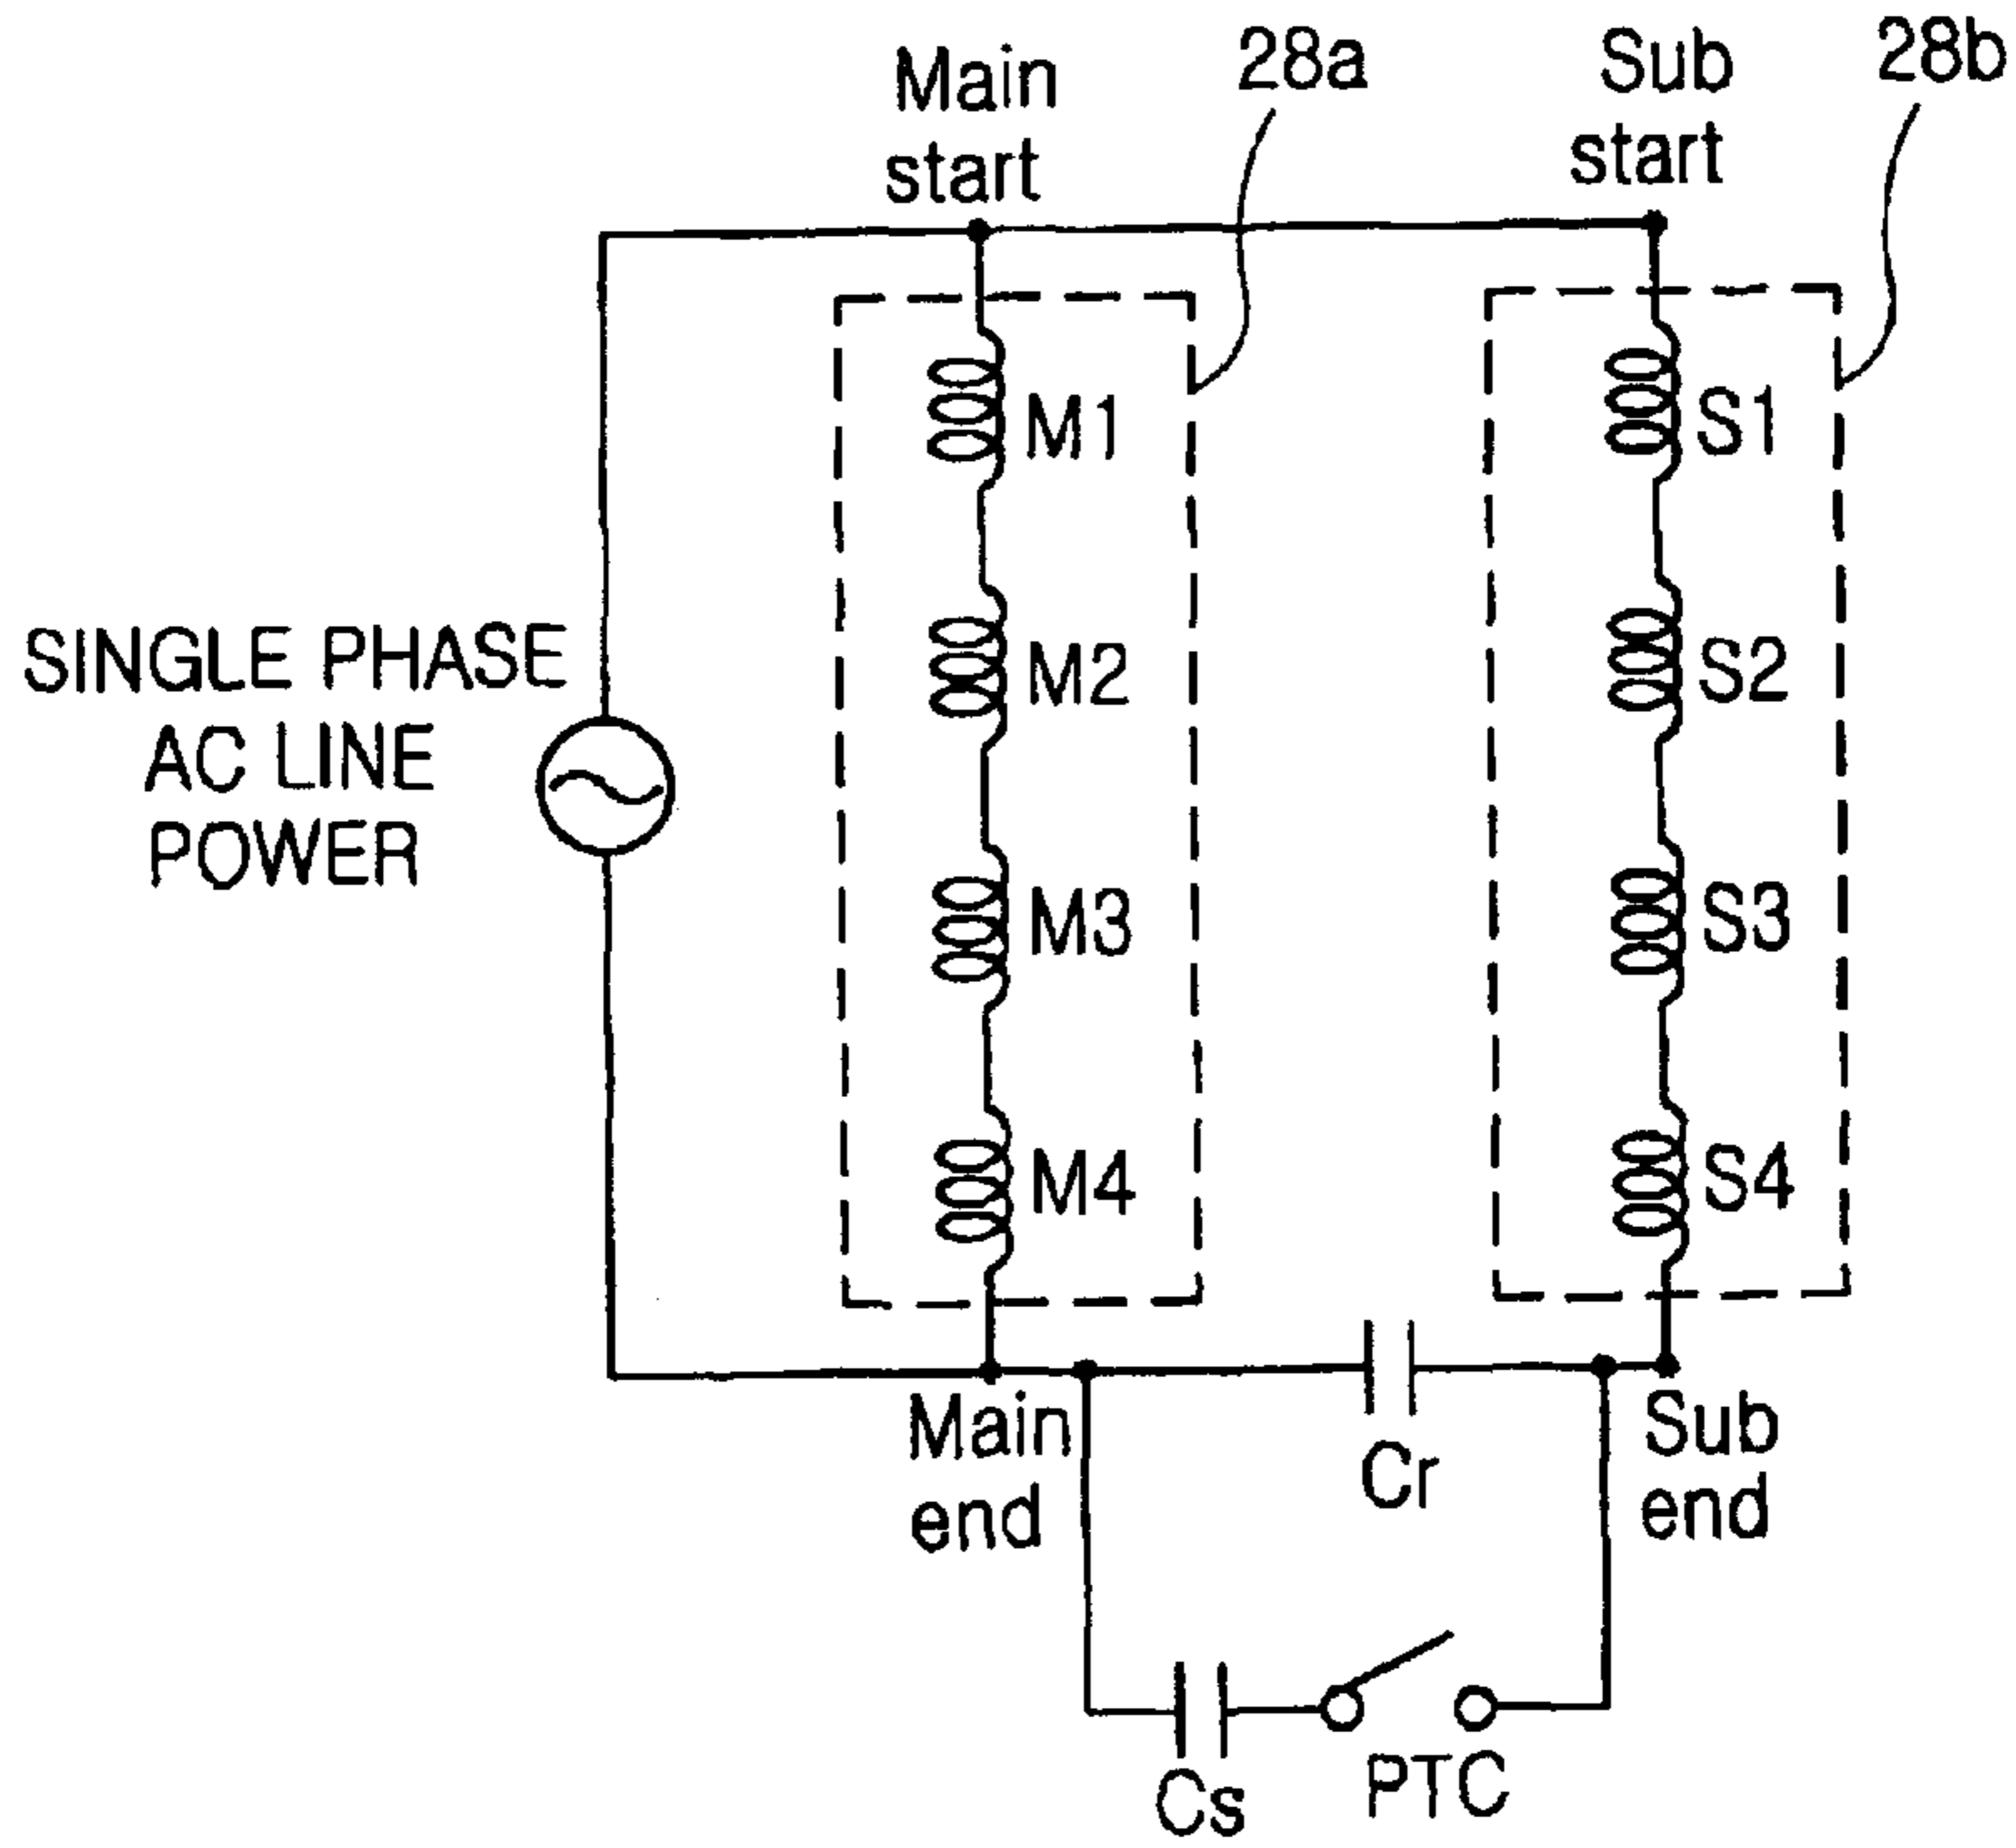 Main
start
28a
Sub
start
28b
M1
S1
SINGLE PHASE
AC LINE
POWER
M2
S2
M3
S3
M4
S4
Main
end
Cr
Sub
end
Cs
PTC